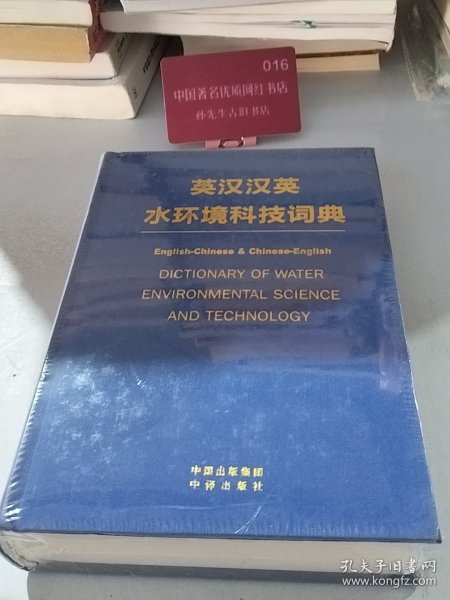 016
中国著名优质网红书店
孙先生古旧书店
英汉汉英
水环境科技词典
English-Chinese & Chinese-English
DICTIONARY OF WATER
ENVIRONMENTAL SCIENCE
AND TECHNOLOGY
中国出版集团
中译出版社
孔夫子旧书网
www.kongfz.com